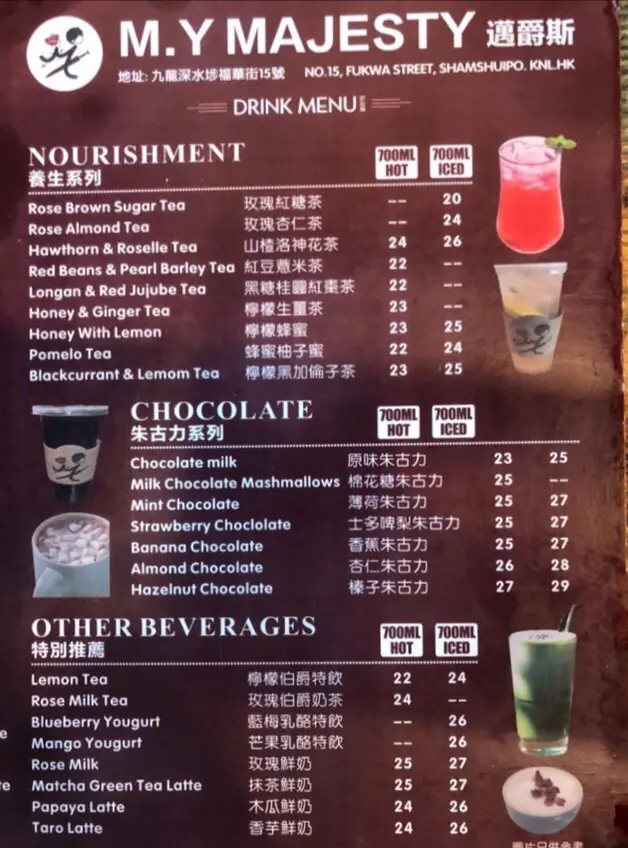 M.Y MAJESTY 邁爵斯
地址: 九龍深水埗福華街15號 NO.15, FUKWA STREET, SHAMSHUIPO. KNL.HK
DRINK MENU
NOURISHMENT 700ML HOT 700ML ICED
養生系列
Rose Brown Sugar Tea 玫瑰紅糖茶 -- 20
Rose Almond Tea 玫瑰杏仁茶 -- 24
Hawthorn & Roselle Tea 山楂洛神花茶 24 26
Red Beans & Pearl Barley Tea 紅豆薏米茶 22 --
Longan & Red Jujube Tea 黑糖桂圓紅棗茶 22 --
Honey & Ginger Tea 檸檬生薑茶 23 --
Honey With Lemon 檸檬蜂蜜 23 25
Pomelo Tea 蜂蜜柚子蜜 22 24
Blackcurrant & Lemom Tea 檸檬黑加倫子茶 23 25
CHOCOLATE 700ML HOT 700ML ICED
朱古力系列
Chocolate milk 原味朱古力 23 25
Milk Chocolate Mashmallows 棉花糖朱古力 25 --
Mint Chocolate 薄荷朱古力 25 27
Strawberry Choclolate 士多啤梨朱古力 25 27
Banana Chocolate 香蕉朱古力 25 27
Almond Chocolate 杏仁朱古力 26 28
Hazelnut Chocolate 榛子朱古力 27 29
OTHER BEVERAGES 700ML HOT 700ML ICED
特別推薦
Lemon Tea 檸檬伯爵特飲 22 24
Rose Milk Tea 玫瑰伯爵奶茶 24 --
Blueberry Yougurt 藍梅乳酪特飲 -- 26
Mango Yougurt 芒果乳酪特飲 -- 26
Rose Milk 玫瑰鮮奶 25 27
Matcha Green Tea Latte 抹茶鮮奶 25 27
Papaya Latte 木瓜鮮奶 24 26
Taro Latte 香芋鮮奶 24 26